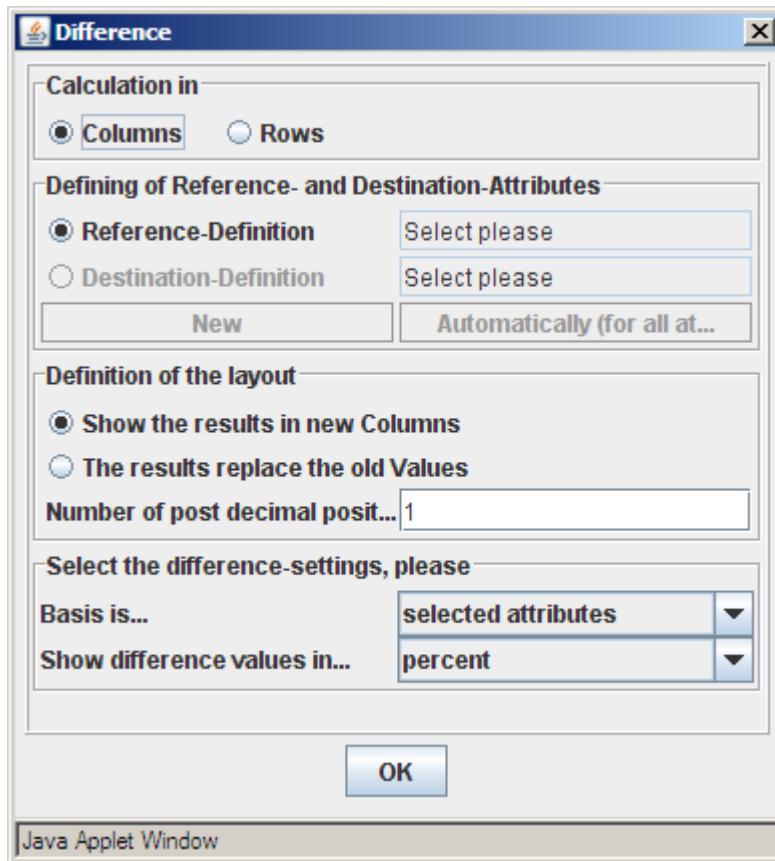 Difference
Calculation in
Columns Rows
Defining of Reference- and Destination-Attributes
Reference-Definition Select please
Destination-Definition Select please
New Automatically (for all at...
Definition of the layout
Show the results in new Columns
The results replace the old Values
Number of post decimal posit... 1
Select the difference-settings, please
Basis is... selected attributes
Show difference values in... percent
OK
Java Applet Window